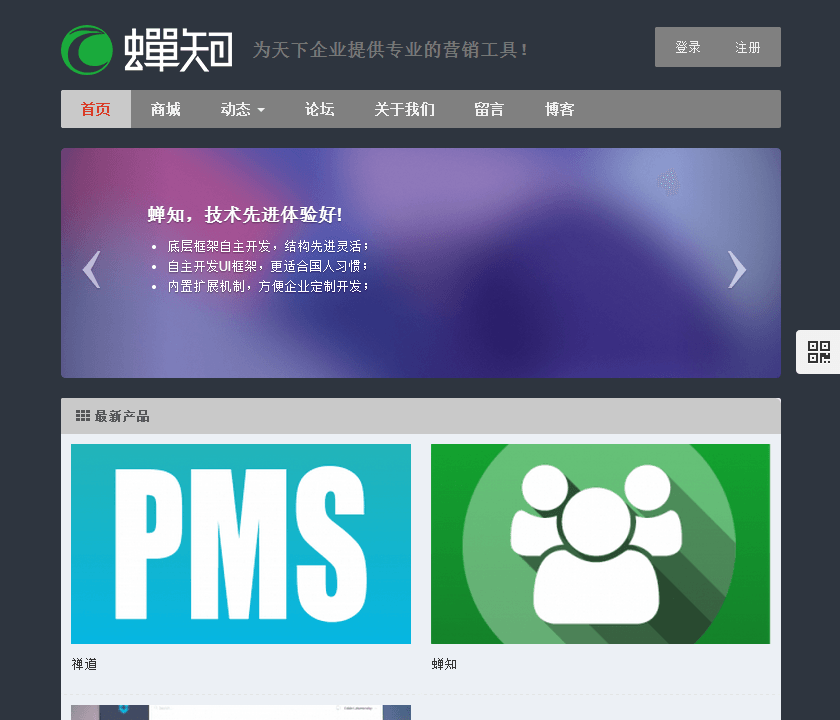 蝉知
为天下企业提供专业的营销工具！
登录 注册
首页 商城 动态 论坛 关于我们 留言 博客
蝉知，技术先进体验好！
底层框架自主开发，结构先进灵活；
自主开发UI框架，更适合国人习惯；
内置扩展机制，方便企业定制开发；
最新产品
PMS
禅道 蝉知